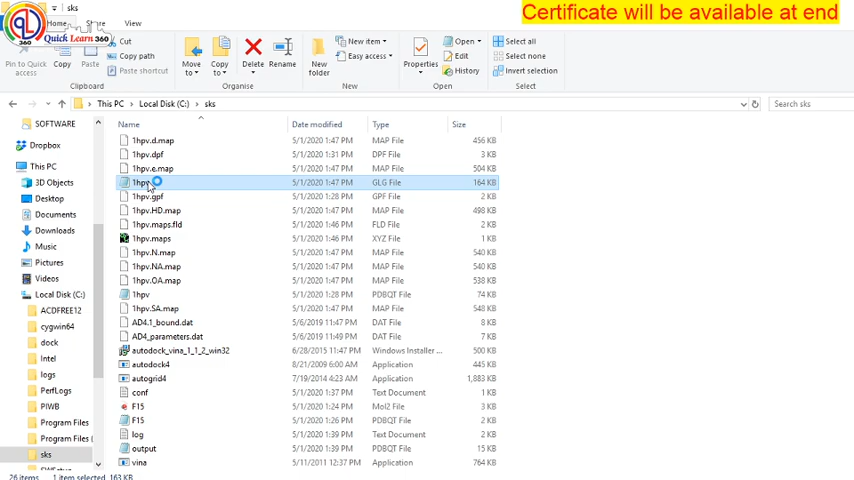 sks
Certificate will be available at end
QL
360
Quick Learn 360
Home
Share
View
Pin to Quick access
Copy
Paste
Cut
Copy path
Paste shortcut
Clipboard
Move to
Copy to
Delete
Rename
Organise
New folder
New item
Easy access
New
Properties
Open
Edit
History
Open
Select all
Select none
Invert selection
Select
This PC > Local Disk (C:) > sks
Search sks
Name Date modified Type Size
SOFTWARE
Dropbox
This PC
3D Objects
Desktop
Documents
Downloads
Music
Pictures
Videos
Local Disk (C:)
ACDFREE12
cygwin64
dock
Intel
logs
PerfLogs
PIWB
Program Files
Program Files (
sks
1hpv.d.map 5/1/2020 1:47 PM MAP File 456 KB
1hpv.dpf 5/1/2020 1:31 PM DPF File 3 KB
1hpv.e.map 5/1/2020 1:47 PM MAP File 504 KB
1hpv 5/1/2020 1:47 PM GLG File 164 KB
1hpv.gpf 5/1/2020 1:28 PM GPF File 2 KB
1hpv.HD.map 5/1/2020 1:47 PM MAP File 498 KB
1hpv.maps.fld 5/1/2020 1:46 PM FLD File 2 KB
1hpv.maps 5/1/2020 1:46 PM XYZ File 1 KB
1hpv.N.map 5/1/2020 1:47 PM MAP File 540 KB
1hpv.NA.map 5/1/2020 1:47 PM MAP File 540 KB
1hpv.OA.map 5/1/2020 1:47 PM MAP File 538 KB
1hpv 5/1/2020 1:28 PM PDBQT File 74 KB
1hpv.SA.map 5/1/2020 1:47 PM MAP File 548 KB
AD4.1_bound.dat 5/6/2019 11:47 PM DAT File 8 KB
AD4_parameters.dat 5/6/2019 11:49 PM DAT File 7 KB
autodock_vina_1_1_2_win32 6/28/2015 11:47 PM Windows Installer ... 500 KB
autodock4 8/21/2009 6:00 AM Application 445 KB
autogrid4 7/19/2014 4:23 AM Application 1,883 KB
conf 5/1/2020 1:37 PM Text Document 1 KB
F15 5/1/2020 1:24 PM Mol2 File 3 KB
F15 5/1/2020 1:28 PM PDBQT File 2 KB
log 5/1/2020 1:39 PM Text Document 2 KB
output 5/1/2020 1:39 PM PDBQT File 15 KB
vina 5/11/2011 12:37 PM Application 764 KB
26 items 1 item selected 163 KB